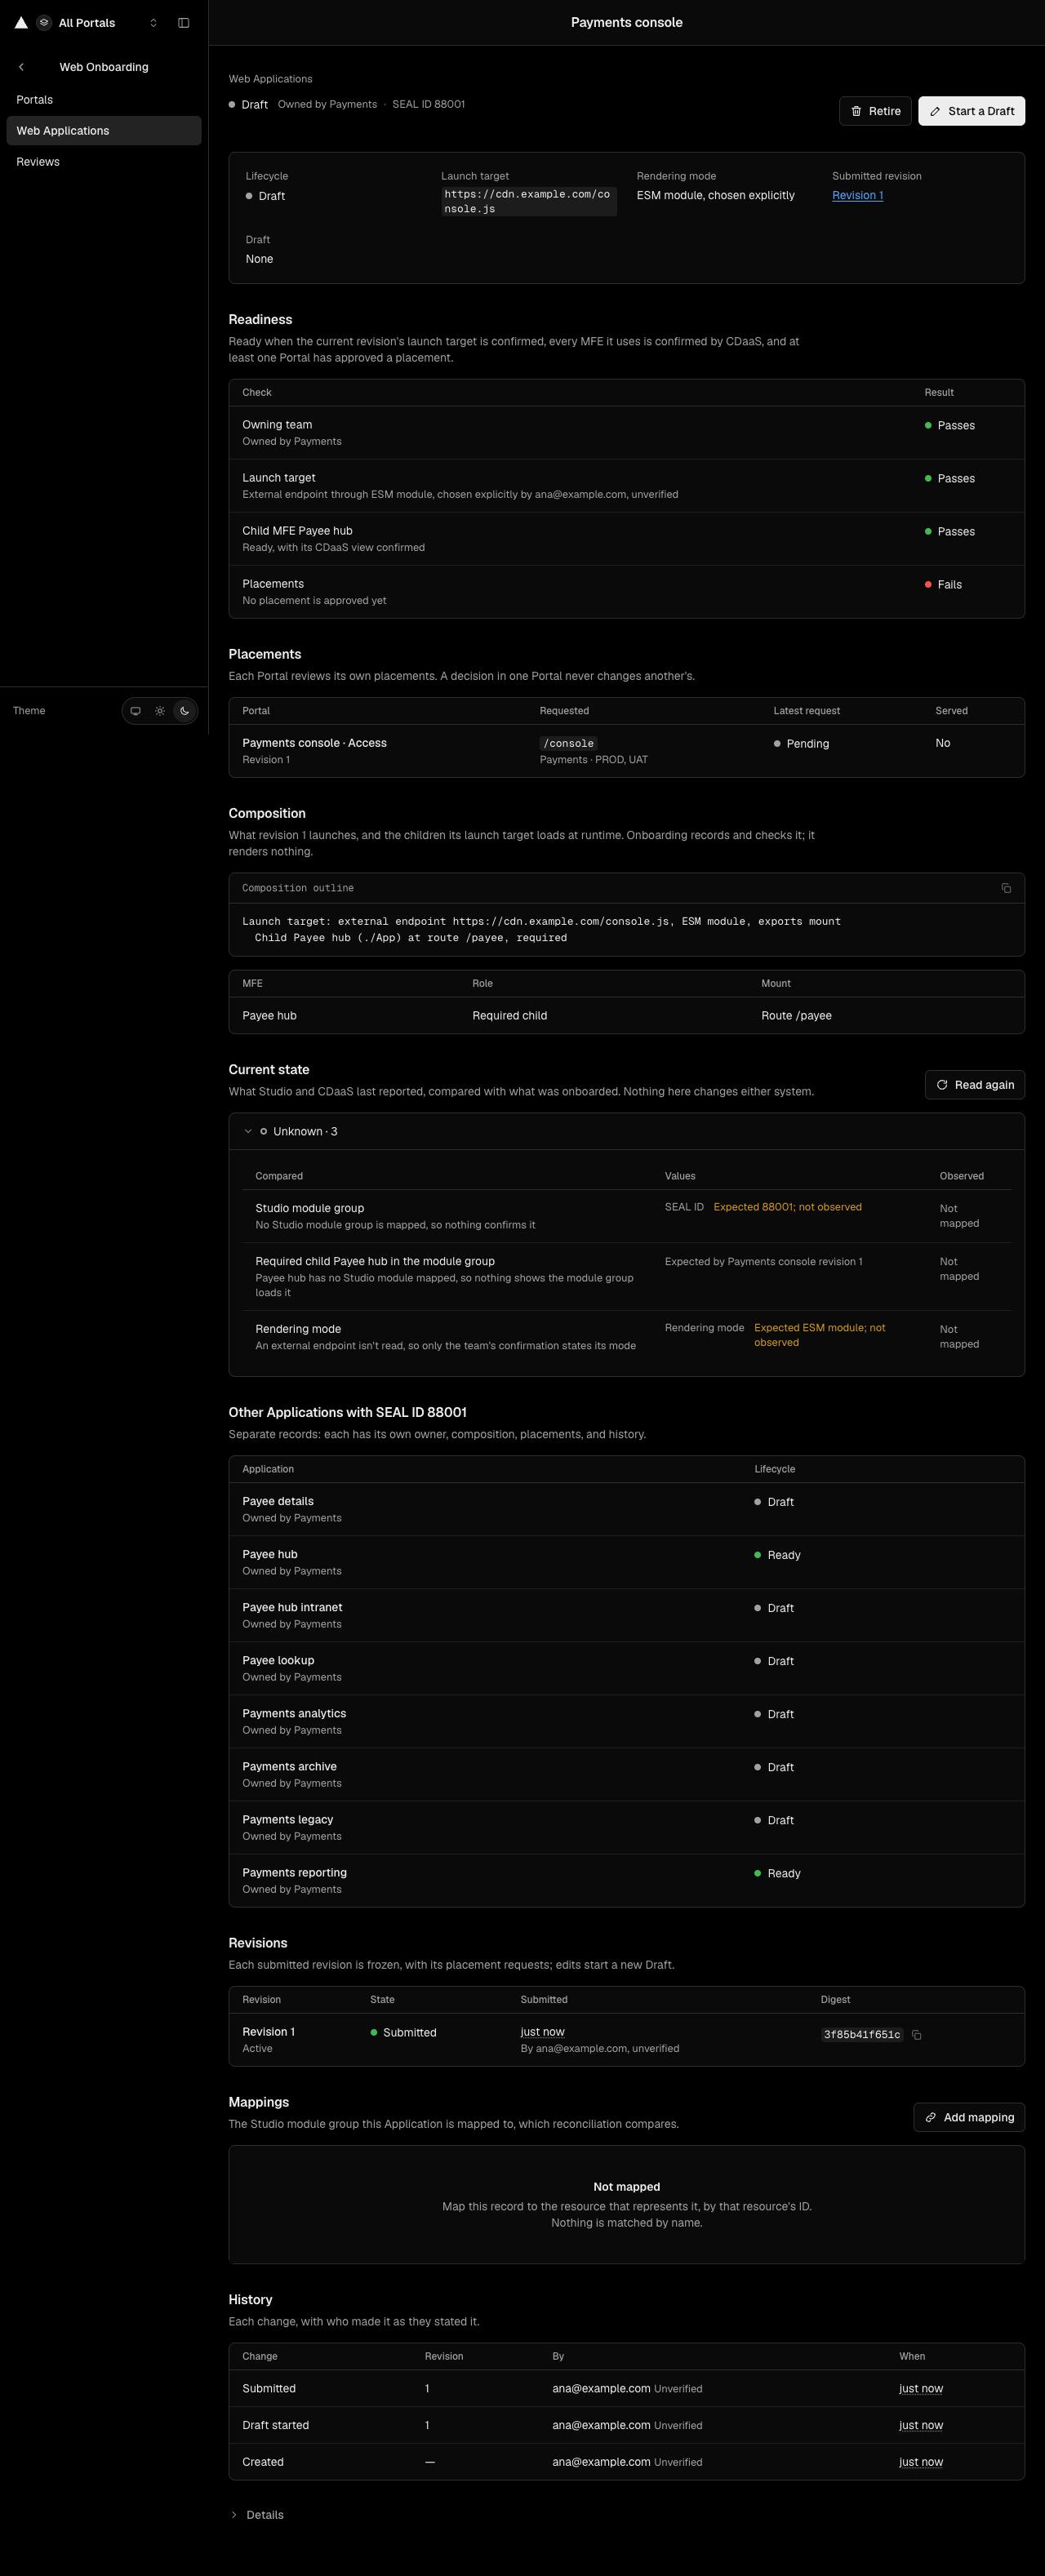 All Portals
Payments console
Web Onboarding
Portals
Web Applications
Reviews
Theme
Web Applications
Draft Owned by Payments · SEAL ID 88001
Retire
Start a Draft
Lifecycle
Draft
Launch target
https://cdn.example.com/co
nsole.js
Rendering mode
ESM module, chosen explicitly
Submitted revision
Revision 1
Draft
None
Readiness
Ready when the current revision's launch target is confirmed, every MFE it uses is confirmed by CDaaS, and at
least one Portal has approved a placement.
Check Result
Owning team Passes
Owned by Payments
Launch target Passes
External endpoint through ESM module, chosen explicitly by ana@example.com, unverified
Child MFE Payee hub Passes
Ready, with its CDaaS view confirmed
Placements Fails
No placement is approved yet
Placements
Each Portal reviews its own placements. A decision in one Portal never changes another's.
Portal Requested Latest request Served
Payments console · Access /console Pending No
Revision 1 Payments · PROD, UAT
Composition
What revision 1 launches, and the children its launch target loads at runtime. Onboarding records and checks it; it
renders nothing.
Composition outline
Launch target: external endpoint https://cdn.example.com/console.js, ESM module, exports mount
Child Payee hub (./App) at route /payee, required
MFE Role Mount
Payee hub Required child Route /payee
Current state
What Studio and CDaaS last reported, compared with what was onboarded. Nothing here changes either system.
Read again
Unknown · 3
Compared Values Observed
Studio module group
No Studio module group is mapped, so nothing confirms it
SEAL ID Expected 88001; not observed
Not
mapped
Required child Payee hub in the module group
Payee hub has no Studio module mapped, so nothing shows the module group
loads it
Expected by Payments console revision 1
Not
mapped
Rendering mode
An external endpoint isn't read, so only the team's confirmation states its mode
Rendering mode Expected ESM module; not
observed
Not
mapped
Other Applications with SEAL ID 88001
Separate records: each has its own owner, composition, placements, and history.
Application Lifecycle
Payee details Draft
Owned by Payments
Payee hub Ready
Owned by Payments
Payee hub intranet Draft
Owned by Payments
Payee lookup Draft
Owned by Payments
Payments analytics Draft
Owned by Payments
Payments archive Draft
Owned by Payments
Payments legacy Draft
Owned by Payments
Payments reporting Ready
Owned by Payments
Revisions
Each submitted revision is frozen, with its placement requests; edits start a new Draft.
Revision State Submitted Digest
Revision 1 Submitted just now 3f85b41f651c
Active By ana@example.com, unverified
Mappings
The Studio module group this Application is mapped to, which reconciliation compares.
Add mapping
Not mapped
Map this record to the resource that represents it, by that resource's ID.
Nothing is matched by name.
History
Each change, with who made it as they stated it.
Change Revision By When
Submitted 1 ana@example.com Unverified just now
Draft started 1 ana@example.com Unverified just now
Created — ana@example.com Unverified just now
Details